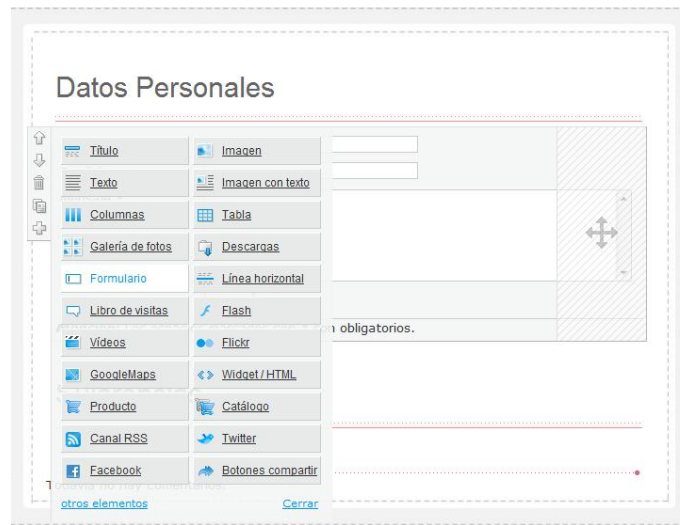 Datos Personales
Título
Imagen
Texto
Imagen con texto
Columnas
Tabla
Galería de fotos
Descargas
Formulario
Línea horizontal
Libro de visitas
Flash
obligatorios.
Vídeos
Flickr
GoogleMaps
Widget / HTML
Producto
Catálogo
Canal RSS
Twitter
Facebook
Botones compartir
otros elementos
Cerrar